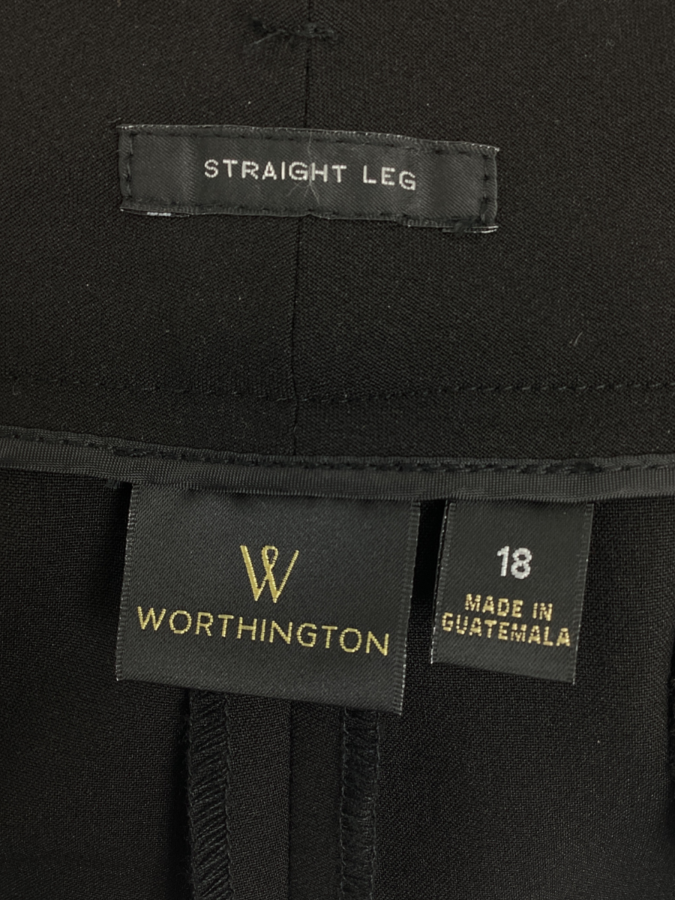 STRAIGHT LEG
W
WORTHINGTON
18
MADE IN
GUATEMALA